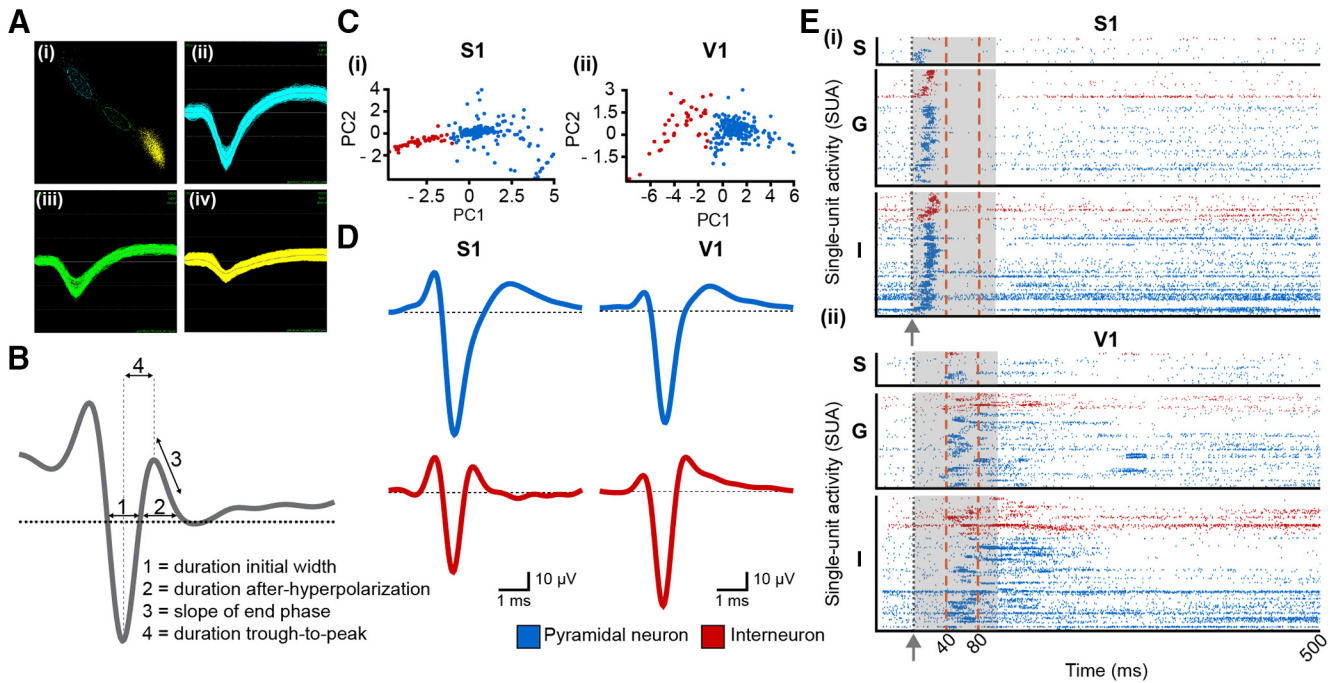 A
(i)
(ii)
(iii)
(iv)
B
4
3
1
2
1 = duration initial width
2 = duration after-hyperpolarization
3 = slope of end phase
4 = duration trough-to-peak
C
S1
V1
(i)
(ii)
PC2
4
2
0
- 2
- 2.5
0
2.5
5
PC1
PC2
3
1.5
0
- 1.5
-
-6
-4
-2
0
2
4
6
PC1
D
S1
V1
10 µV
1 ms
10 µV
1 ms
Pyramidal neuron
Interneuron
E
S1
(i)
S
G
I
Single-unit activity (SUA)
(ii)
V1
S
G
I
Single-unit activity (SUA)
40
80
500
Time (ms)